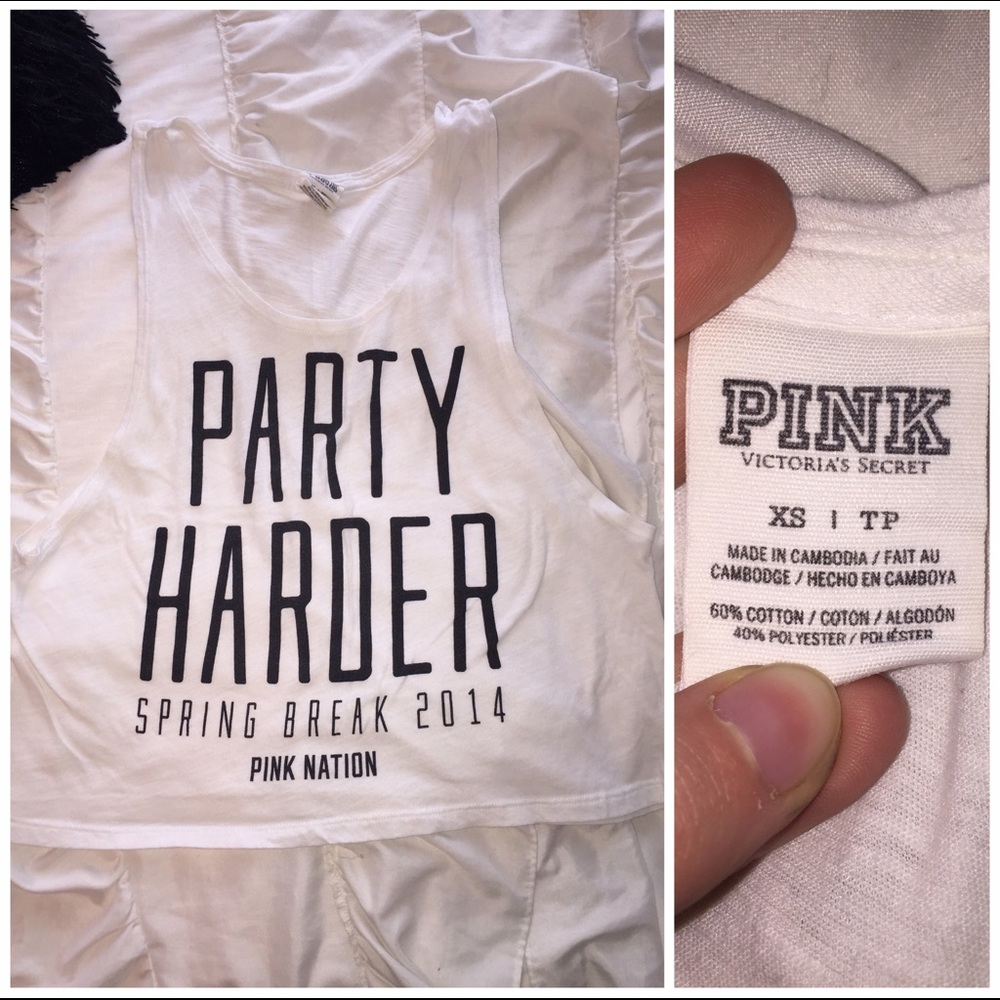 PARTY
HARDER
SPRING BREAK 2014
PINK NATION
PINK
VICTORIA'S SECRET
XS | TP
MADE IN CAMBODIA / FAIT AU
CAMBODGE / HECHO EN CAMBOYA
60% COTTON / COTON / ALGODÓN
40% POLYESTER / POLIÉSTER